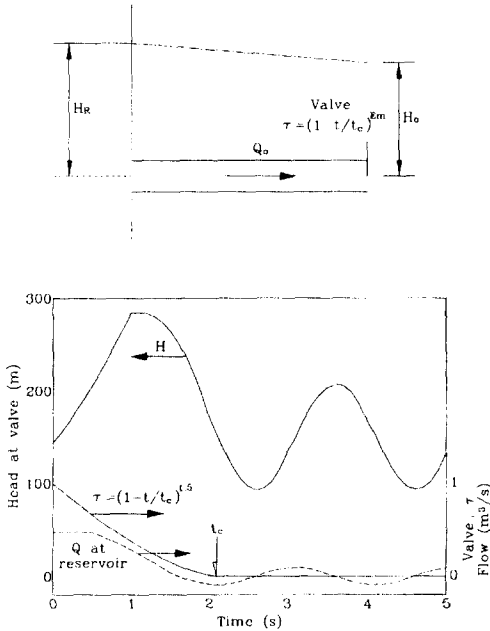 H_R
Valve
τ = (1 - t/t_c)^Em
H_o
Q_o
300
200
100
0
Head at valve (m)
H
τ = (1-t/t_c)^1.5
Q at
reservoir
t_c
1
0
Valve, τ
Flow (m³/s)
0 1 2 3 4 5
Time (s)